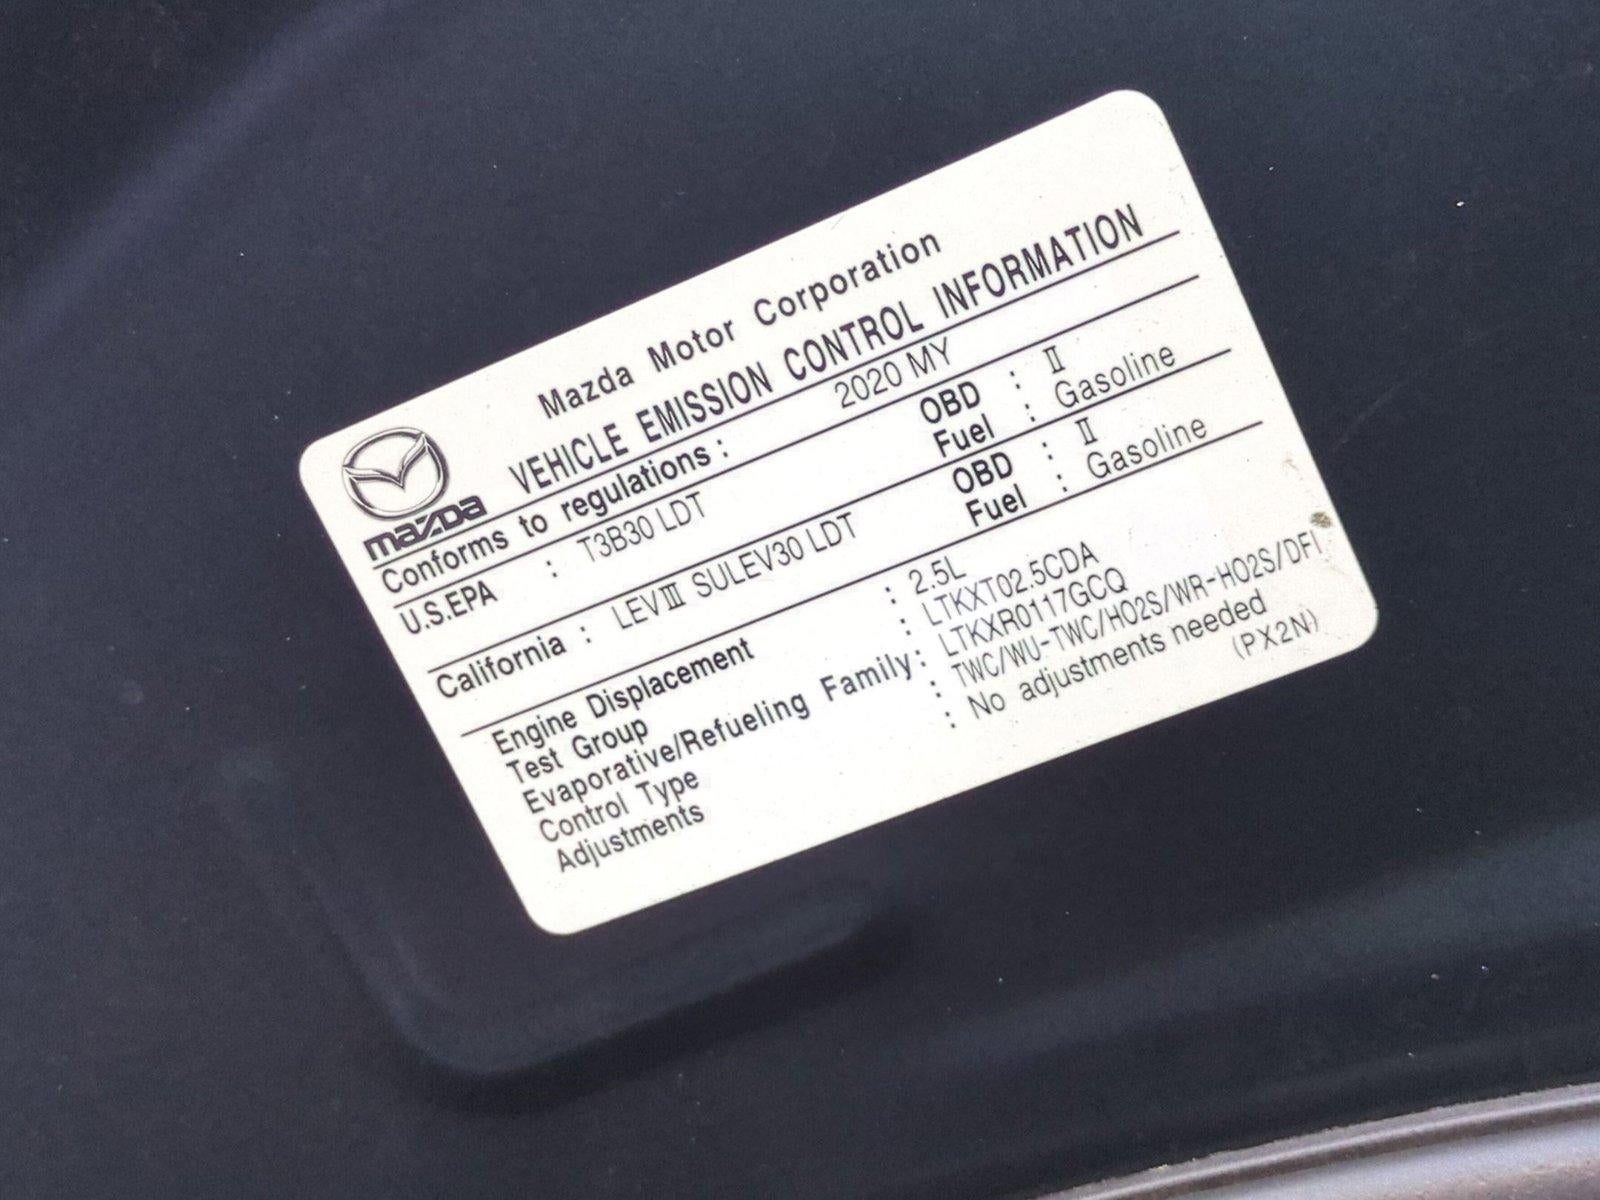 Mazda Motor Corporation
mazda
VEHICLE EMISSION CONTROL INFORMATION
Conforms to regulations : 2020 MY
U.S.EPA : T3B30 LDT OBD : II
Fuel : Gasoline
California : LEVIII SULEV30 LDT OBD : II
Fuel : Gasoline
Engine Displacement : 2.5L
Test Group : LTKXT02.5CDA
Evaporative/Refueling Family : LTKXR0117GCQ
Control Type : TWC/WU-TWC/HO2S/WR-HO2S/DFI
Adjustments : No adjustments needed
(PX2N)